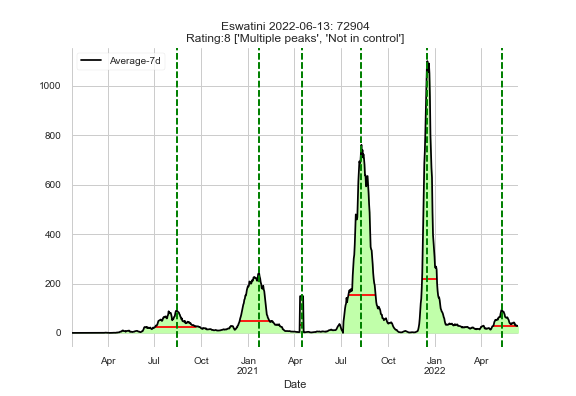 Eswatini 2022-06-13: 72904
Rating:8 ['Multiple peaks', 'Not in control']
Average-7d
1000
800
600
400
200
0
Apr Jul Oct Jan Apr Jul Oct Jan Apr
2021 2022
Date